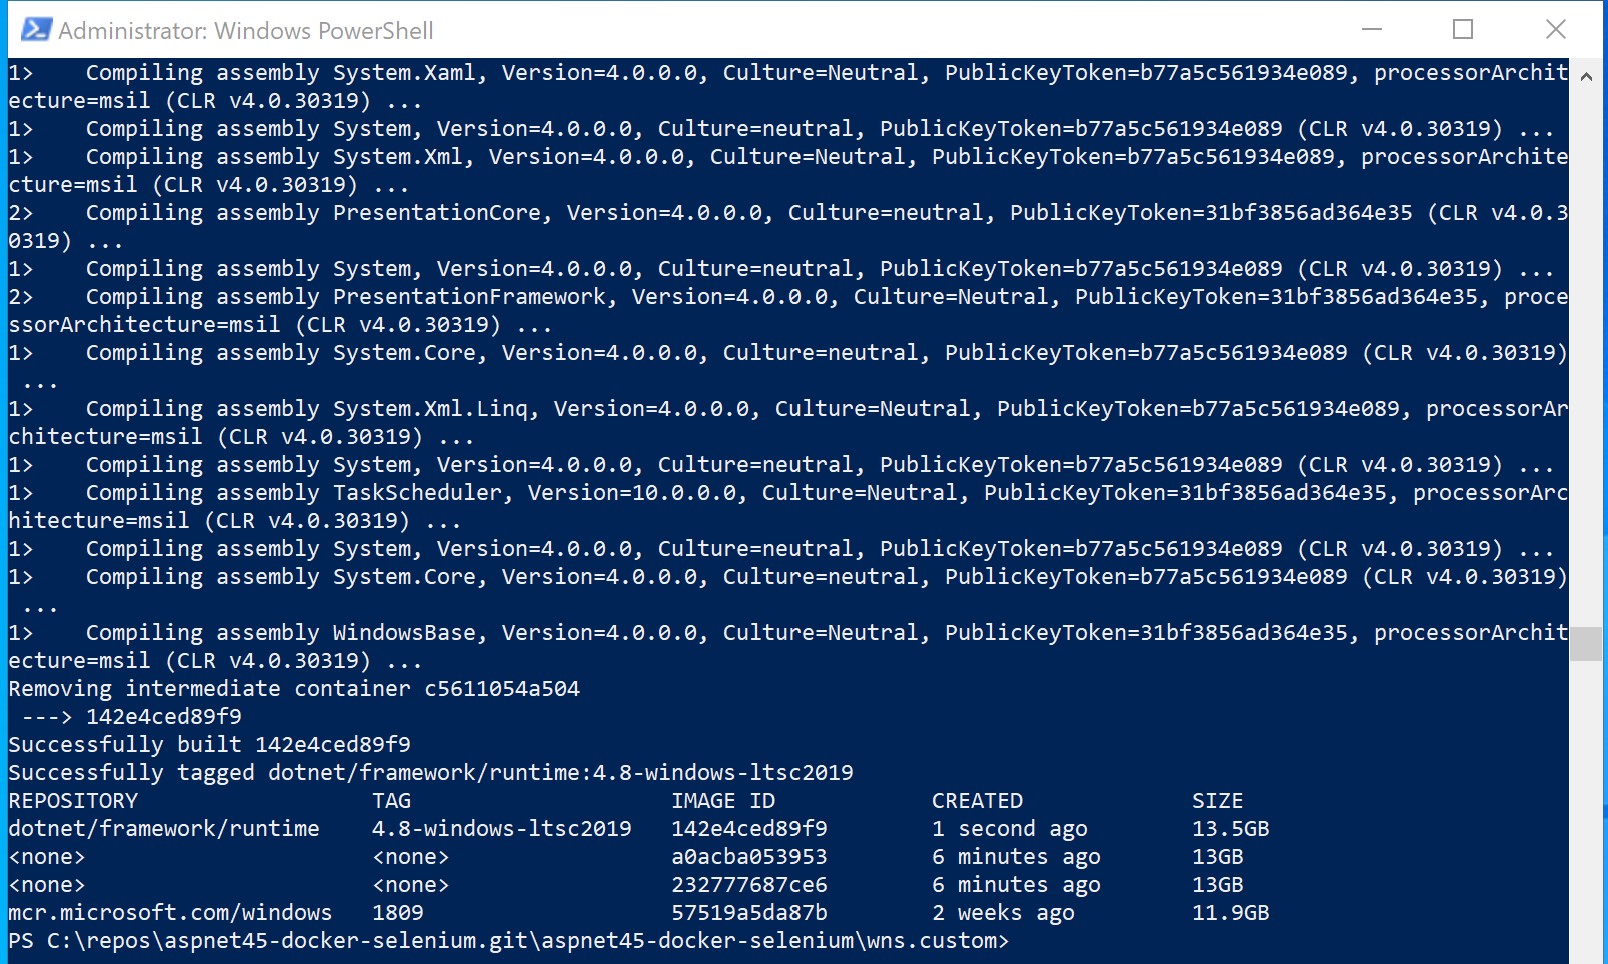 Administrator: Windows PowerShell
1>    Compiling assembly System.Xaml, Version=4.0.0.0, Culture=Neutral, PublicKeyToken=b77a5c561934e089, processorArchit
ecture=msil (CLR v4.0.30319) ...
1>    Compiling assembly System, Version=4.0.0.0, Culture=neutral, PublicKeyToken=b77a5c561934e089 (CLR v4.0.30319) ...
1>    Compiling assembly System.Xml, Version=4.0.0.0, Culture=Neutral, PublicKeyToken=b77a5c561934e089, processorArchite
cture=msil (CLR v4.0.30319) ...
2>    Compiling assembly PresentationCore, Version=4.0.0.0, Culture=neutral, PublicKeyToken=31bf3856ad364e35 (CLR v4.0.3
0319) ...
1>    Compiling assembly System, Version=4.0.0.0, Culture=neutral, PublicKeyToken=b77a5c561934e089 (CLR v4.0.30319) ...
2>    Compiling assembly PresentationFramework, Version=4.0.0.0, Culture=Neutral, PublicKeyToken=31bf3856ad364e35, proce
ssorArchitecture=msil (CLR v4.0.30319) ...
1>    Compiling assembly System.Core, Version=4.0.0.0, Culture=neutral, PublicKeyToken=b77a5c561934e089 (CLR v4.0.30319)
 ...
1>    Compiling assembly System.Xml.Linq, Version=4.0.0.0, Culture=Neutral, PublicKeyToken=b77a5c561934e089, processorAr
chitecture=msil (CLR v4.0.30319) ...
1>    Compiling assembly System, Version=4.0.0.0, Culture=neutral, PublicKeyToken=b77a5c561934e089 (CLR v4.0.30319) ...
1>    Compiling assembly TaskScheduler, Version=10.0.0.0, Culture=Neutral, PublicKeyToken=31bf3856ad364e35, processorArc
hitecture=msil (CLR v4.0.30319) ...
1>    Compiling assembly System, Version=4.0.0.0, Culture=neutral, PublicKeyToken=b77a5c561934e089 (CLR v4.0.30319) ...
1>    Compiling assembly System.Core, Version=4.0.0.0, Culture=neutral, PublicKeyToken=b77a5c561934e089 (CLR v4.0.30319)
 ...
1>    Compiling assembly WindowsBase, Version=4.0.0.0, Culture=Neutral, PublicKeyToken=31bf3856ad364e35, processorArchit
ecture=msil (CLR v4.0.30319) ...
Removing intermediate container c5611054a504
 ---> 142e4ced89f9
Successfully built 142e4ced89f9
Successfully tagged dotnet/framework/runtime:4.8-windows-ltsc2019
REPOSITORY                  TAG                    IMAGE ID            CREATED             SIZE
dotnet/framework/runtime    4.8-windows-ltsc2019   142e4ced89f9        1 second ago        13.5GB
<none>                      <none>                 a0acba053953        6 minutes ago       13GB
<none>                      <none>                 232777687ce6        6 minutes ago       13GB
mcr.microsoft.com/windows   1809                   57519a5da87b        2 weeks ago         11.9GB
PS C:\repos\aspnet45-docker-selenium.git\aspnet45-docker-selenium\wns.custom>